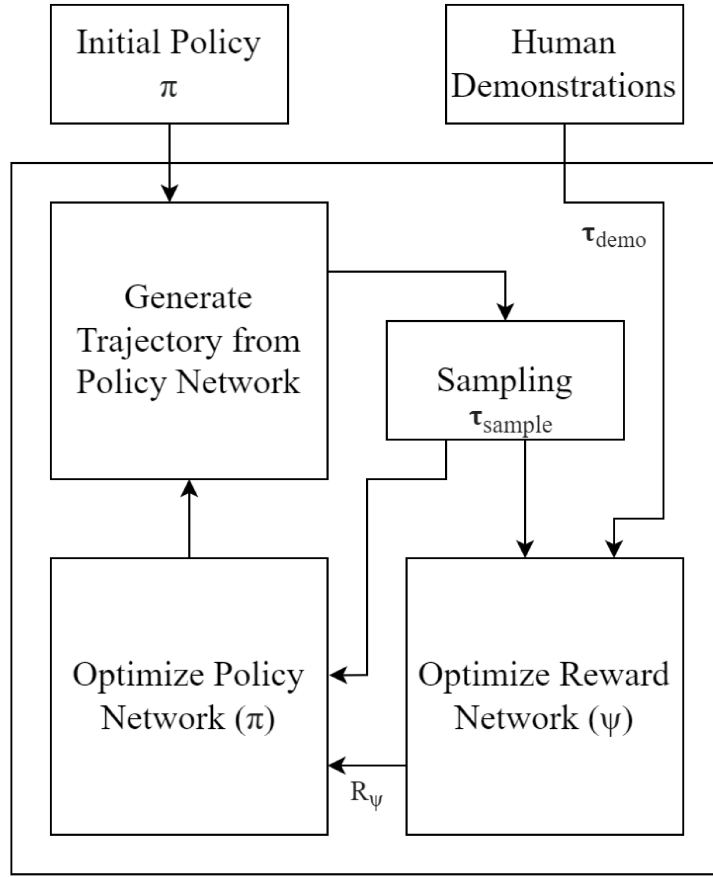 Initial Policy
π
Human
Demonstrations
τdemo
Generate
Trajectory from
Policy Network
Sampling
τsample
Optimize Policy
Network (π)
Optimize Reward
Network (ψ)
Rψ